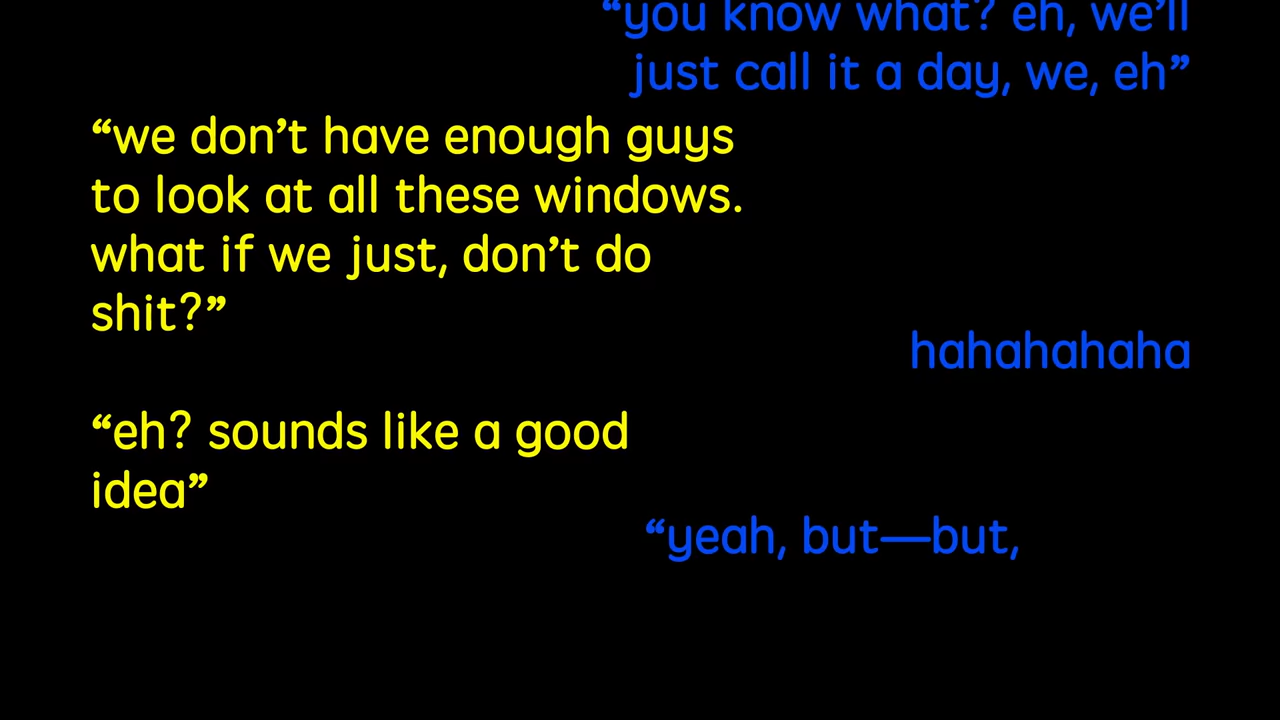 “you know what? eh, we’ll
just call it a day, we, eh”
“we don’t have enough guys
to look at all these windows.
what if we just, don’t do
shit?”
hahahahaha
“eh? sounds like a good
idea”
“yeah, but—but,